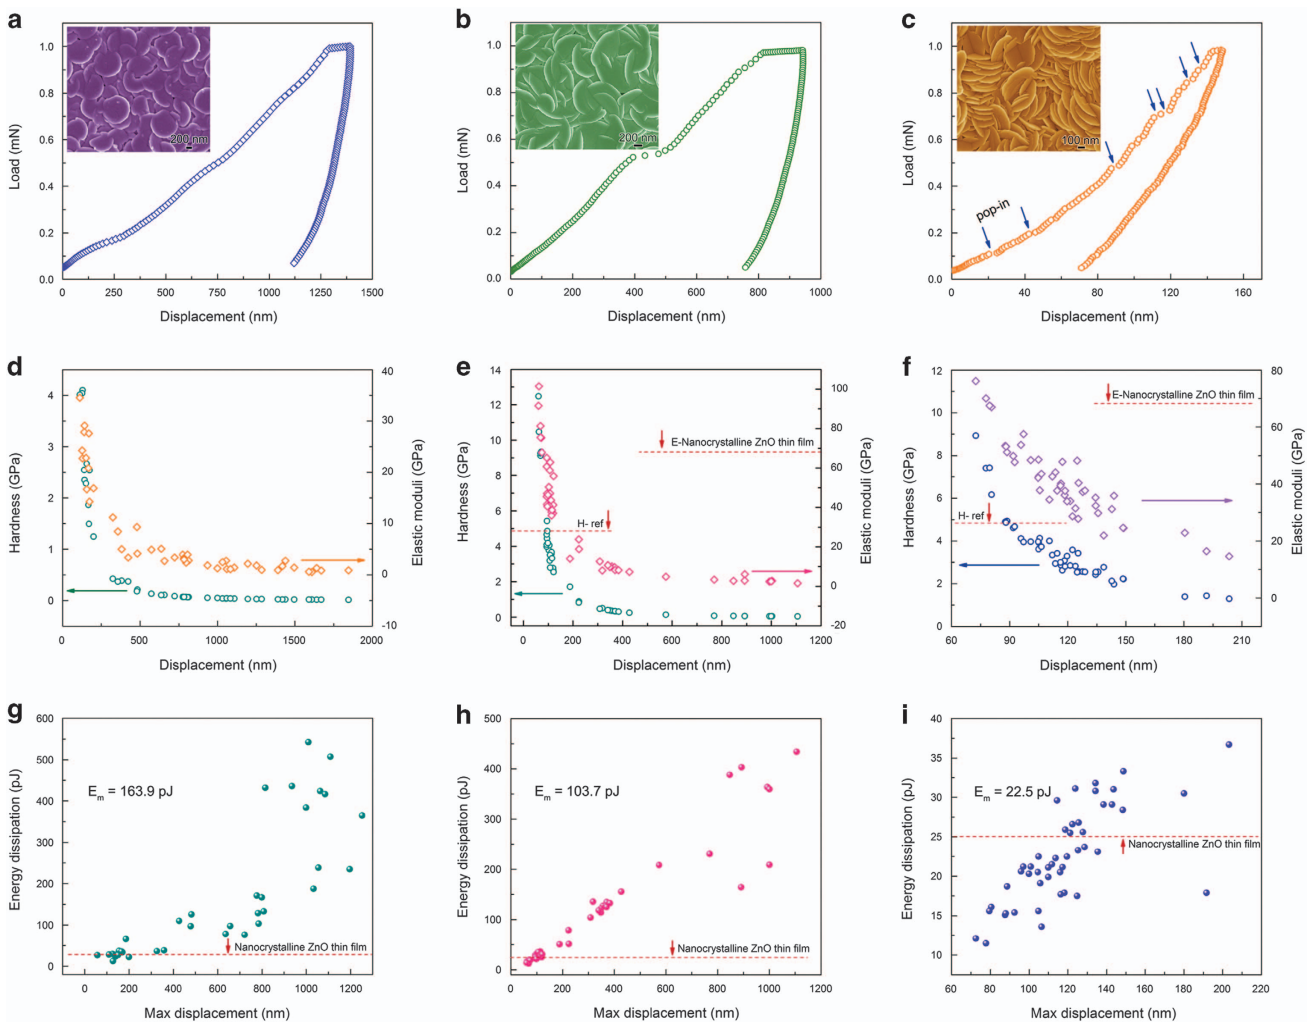 a
Load (mN)
1.0
0.8
0.6
0.4
0.2
0.0
200 nm
0 250 500 750 1000 1250 1500
Displacement (nm)
b
Load (mN)
1.0
0.8
0.6
0.4
0.2
0.0
200 nm
0 200 400 600 800 1000
Displacement (nm)
c
Load (mN)
1.0
0.8
0.6
0.4
0.2
0.0
100 nm
pop-in
0 40 80 120 160
Displacement (nm)
d
Hardness (GPa)
4
3
2
1
0
40
30
20
10
0
-10
Elastic moduli (GPa)
0 500 1000 1500 2000
Displacement (nm)
e
Hardness (GPa)
14
12
10
8
6
4
2
0
E-Nanocrystalline ZnO thin film
H- ref
100
80
60
40
20
0
-20
Elastic moduli (GPa)
0 200 400 600 800 1000 1200
Displacement (nm)
f
Hardness (GPa)
12
10
8
6
4
2
0
E-Nanocrystalline ZnO thin film
H- ref
80
60
40
20
0
Elastic moduli (GPa)
60 90 120 150 180 210
Displacement (nm)
g
Energy dissipation (pJ)
600
500
400
300
200
100
0
Em = 163.9 pJ
Nanocrystalline ZnO thin film
0 200 400 600 800 1000 1200
Max displacement (nm)
h
Energy dissipation (pJ)
500
400
300
200
100
0
Em = 103.7 pJ
Nanocrystalline ZnO thin film
0 200 400 600 800 1000 1200
Max displacement (nm)
i
Energy dissipation (pJ)
40
35
30
25
20
15
10
Em = 22.5 pJ
Nanocrystalline ZnO thin film
60 80 100 120 140 160 180 200 220
Max displacement (nm)